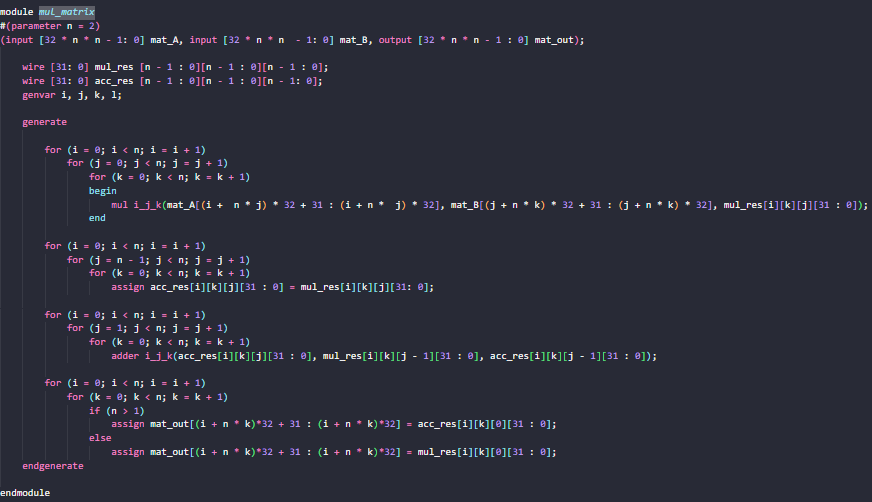 module mul_matrix
#(parameter n = 2)
(input [32 * n * n - 1: 0] mat_A, input [32 * n * n  - 1: 0] mat_B, output [32 * n * n - 1 : 0] mat_out);
wire [31: 0] mul_res [n - 1 : 0][n - 1 : 0][n - 1 : 0];
wire [31: 0] acc_res [n - 1 : 0][n - 1 : 0][n - 1: 0];
genvar i, j, k, l;
generate
for (i = 0; i < n; i = i + 1)
for (j = 0; j < n; j = j + 1)
for (k = 0; k < n; k = k + 1)
begin
mul i_j_k(mat_A[(i +  n * j) * 32 + 31 : (i + n *  j) * 32], mat_B[(j + n * k) * 32 + 31 : (j + n * k) * 32], mul_res[i][k][j][31 : 0]);
end
for (i = 0; i < n; i = i + 1)
for (j = n - 1; j < n; j = j + 1)
for (k = 0; k < n; k = k + 1)
assign acc_res[i][k][j][31 : 0] = mul_res[i][k][j][31: 0];
for (i = 0; i < n; i = i + 1)
for (j = 1; j < n; j = j + 1)
for (k = 0; k < n; k = k + 1)
adder i_j_k(acc_res[i][k][j][31 : 0], mul_res[i][k][j - 1][31 : 0], acc_res[i][k][j - 1][31 : 0]);
for (i = 0; i < n; i = i + 1)
for (k = 0; k < n; k = k + 1)
if (n > 1)
assign mat_out[(i + n * k)*32 + 31 : (i + n * k)*32] = acc_res[i][k][0][31 : 0];
else
assign mat_out[(i + n * k)*32 + 31 : (i + n * k)*32] = mul_res[i][k][0][31 : 0];
endgenerate
endmodule